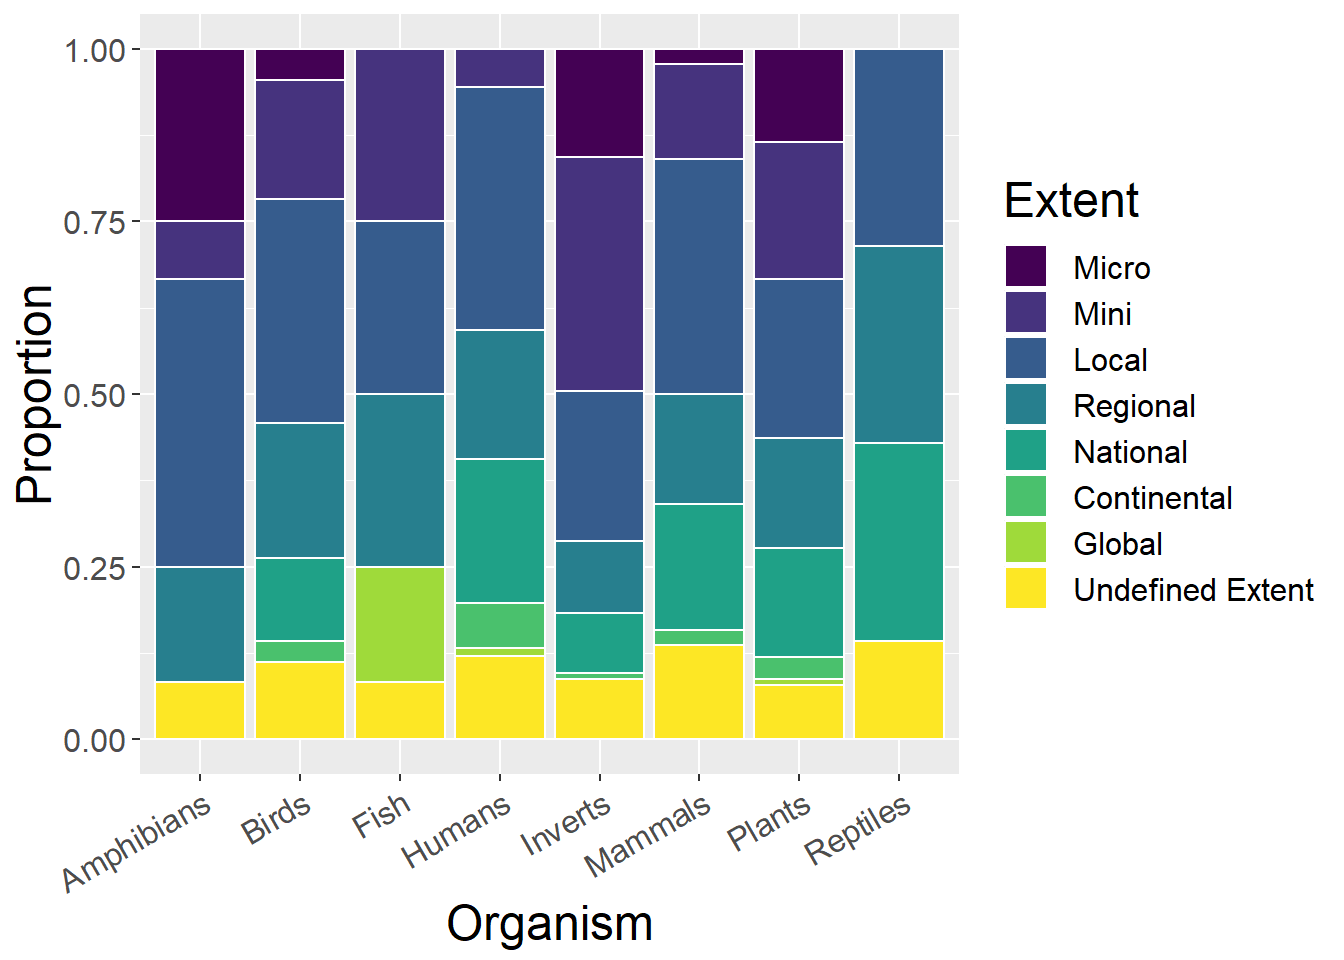 1.00
0.75
0.50
0.25
0.00
Proportion
Amphibians
Birds
Fish
Humans
Inverts
Mammals
Plants
Reptiles
Organism
Extent
Micro
Mini
Local
Regional
National
Continental
Global
Undefined Extent